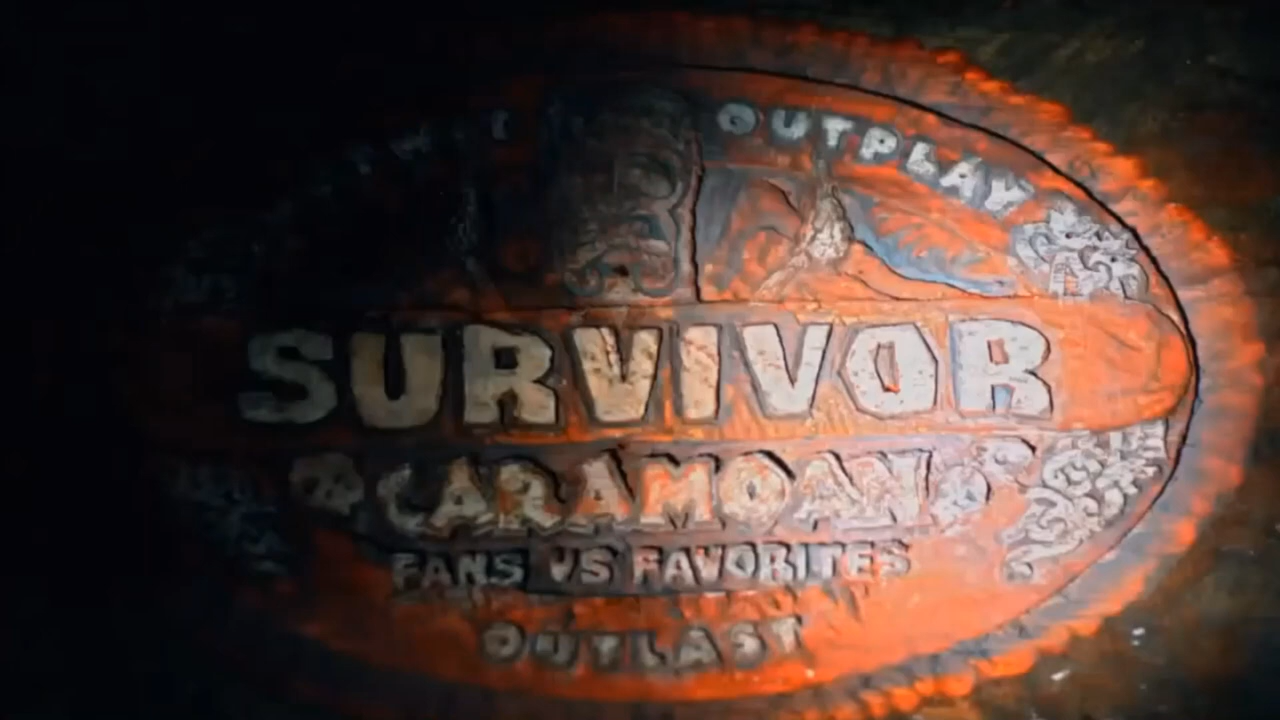 OUTPLAY
SURVIVOR
CARAMOAN
FANS VS FAVORITES
OUTLAST